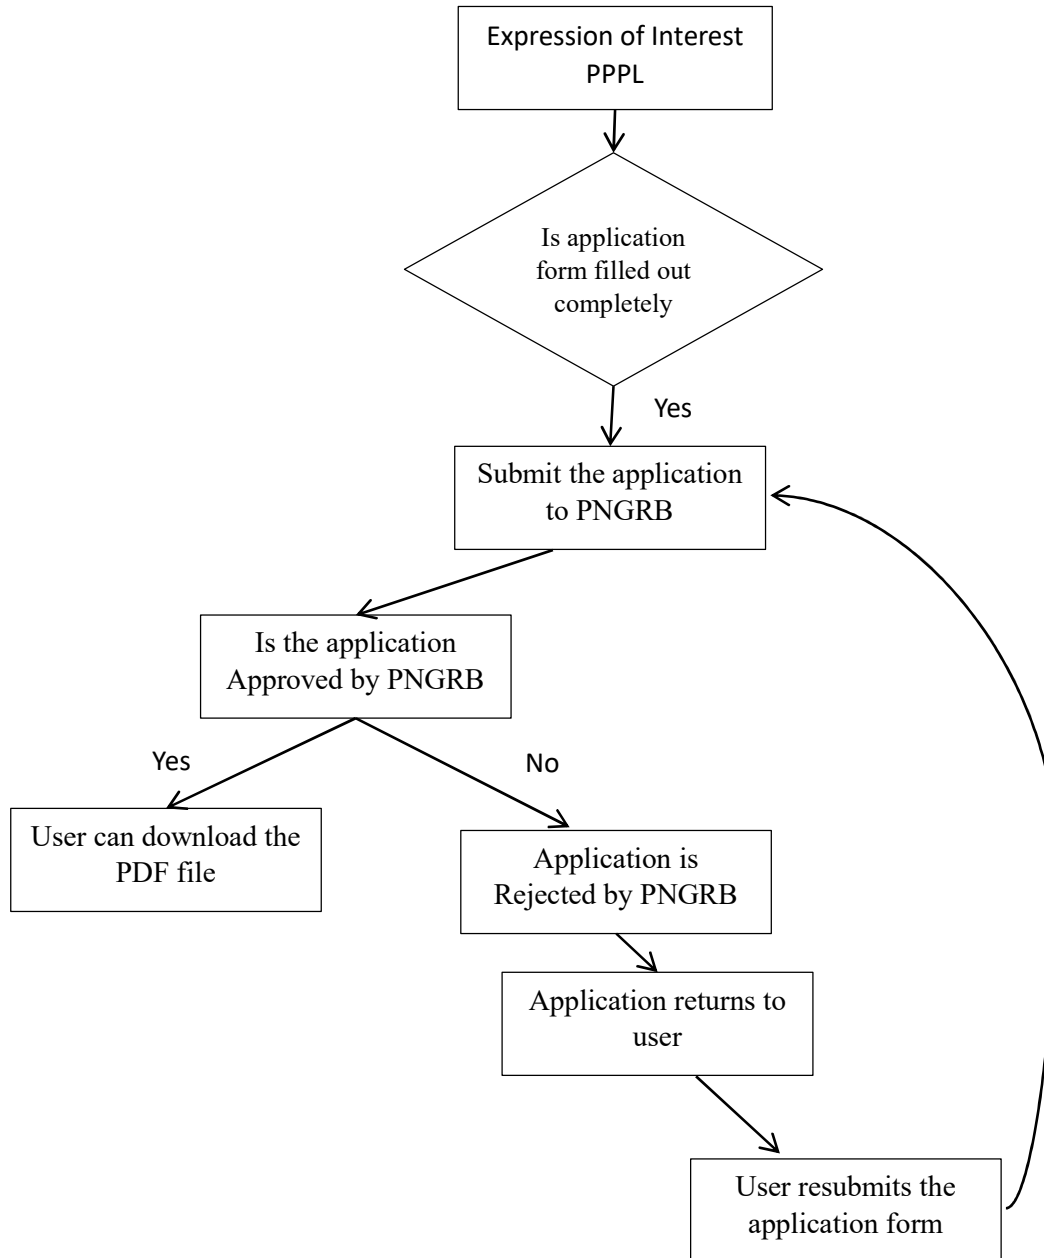 Expression of Interest
PPPL
Is application
form filled out
completely
Yes
Submit the application
to PNGRB
Is the application
Approved by PNGRB
Yes
No
User can download the
PDF file
Application is
Rejected by PNGRB
Application returns to
user
User resubmits the
application form